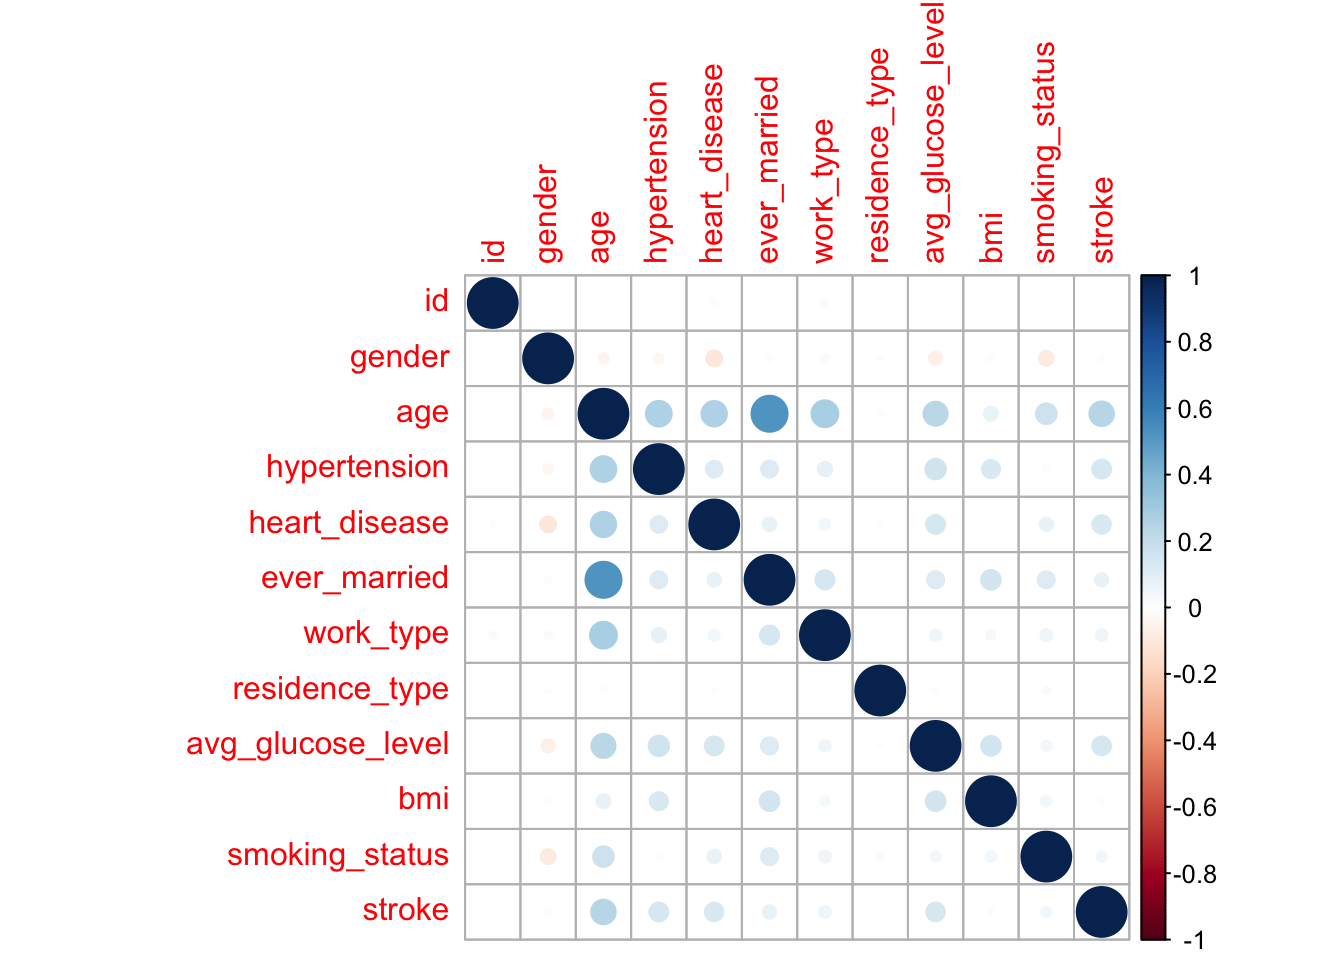 id
gender
age
hypertension
heart_disease
ever_married
work_type
residence_type
avg_glucose_level
bmi
smoking_status
stroke
id
gender
age
hypertension
heart_disease
ever_married
work_type
residence_type
avg_glucose_level
bmi
smoking_status
stroke
1
0.8
0.6
0.4
0.2
0
-0.2
-0.4
-0.6
-0.8
-1